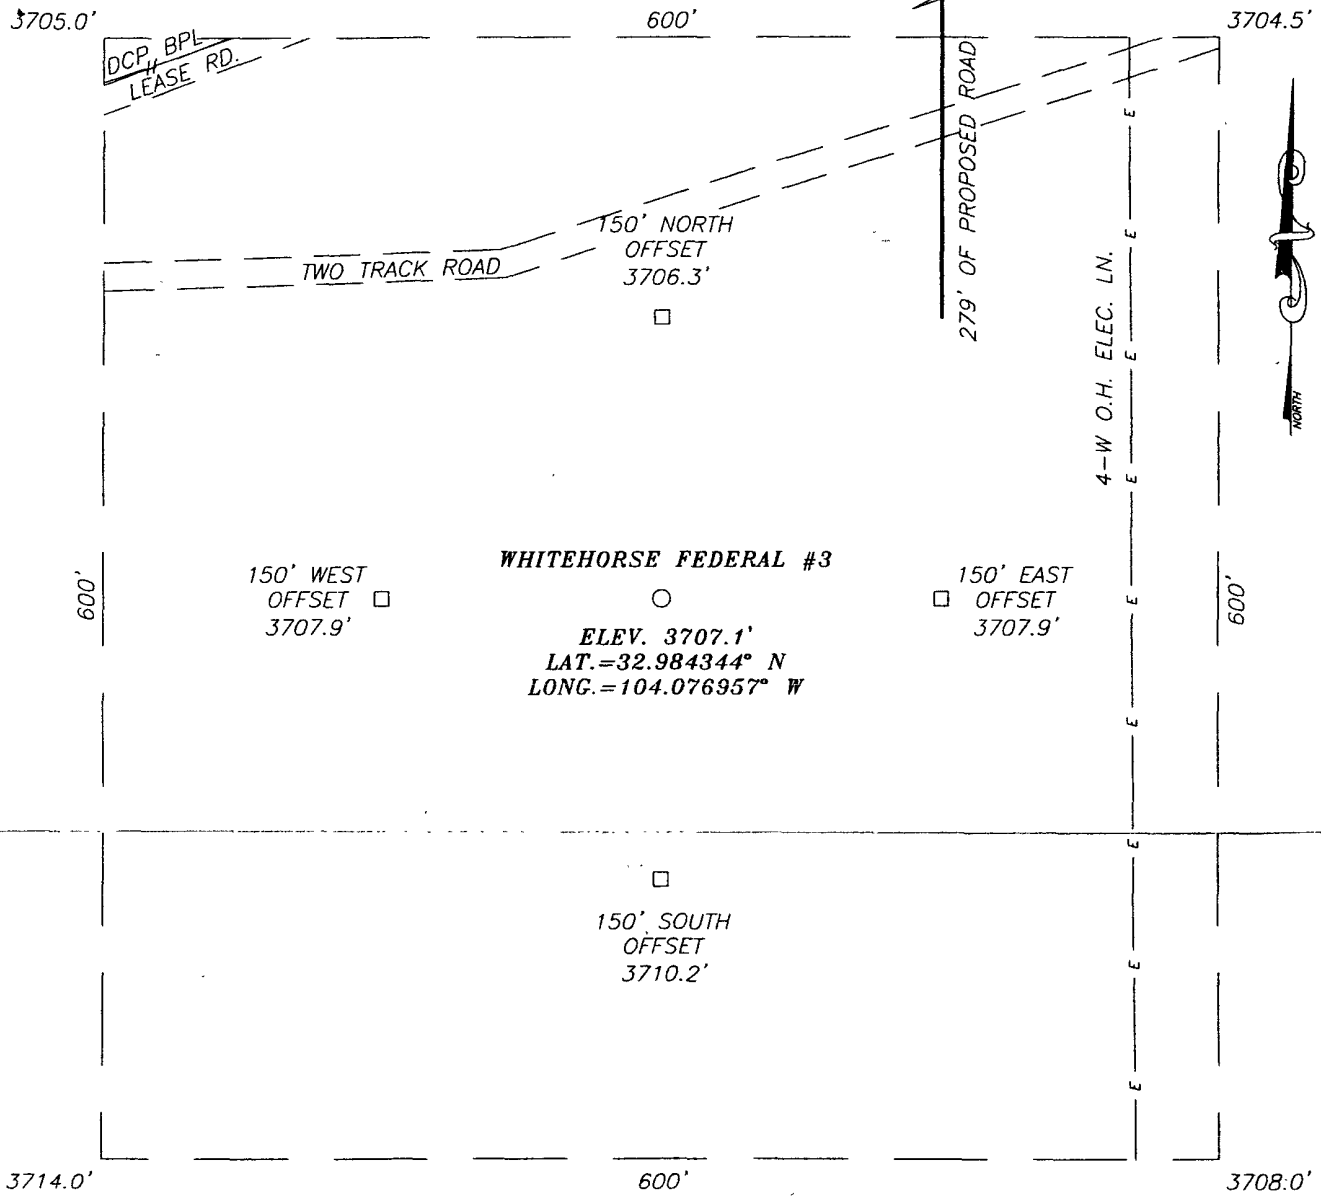 3705.0'
600'
3704.5'
DCP BPL
LEASE RD.
279' OF PROPOSED ROAD
E
150' NORTH
OFFSET
3706.3'
TWO TRACK ROAD
E
4-W O.H. ELEC. LN.
E
NORTH
E
WHITEHORSE FEDERAL #3
600'
150' WEST
OFFSET
3707.9'
E
150' EAST
OFFSET
3707.9'
600'
ELEV. 3707.1'
LAT.=32.984344° N
LONG.=104.076957° W
E
E
150' SOUTH
OFFSET
3710.2'
E
E
3714.0'
600'
3708.0'